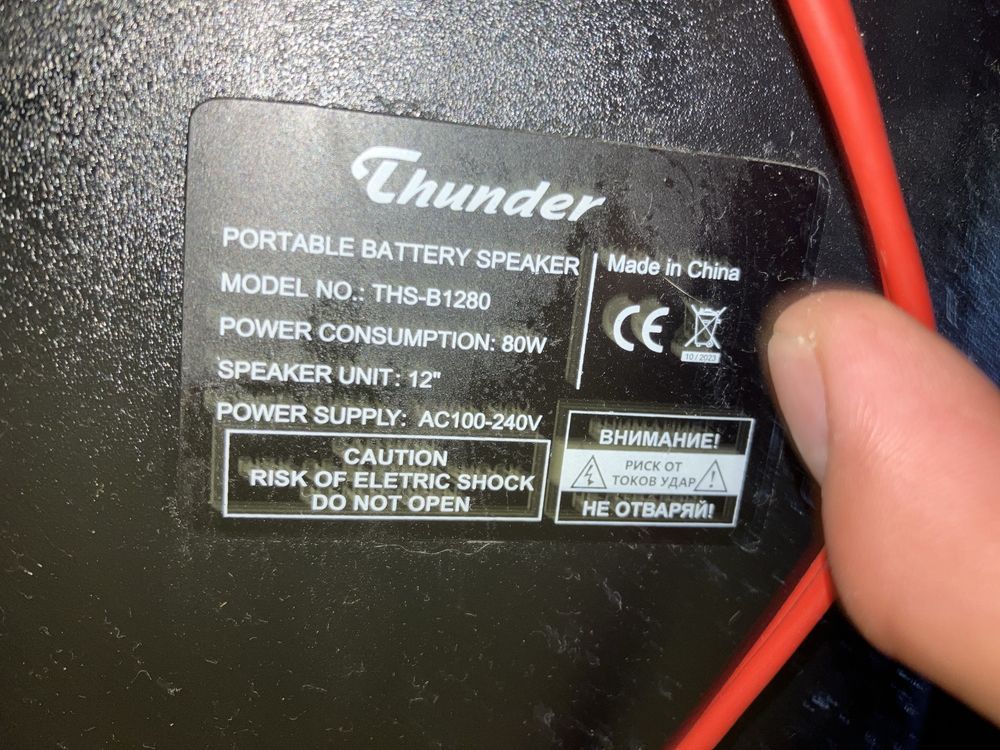 Thunder
PORTABLE BATTERY SPEAKER
MODEL NO.: THS-B1280
POWER CONSUMPTION: 80W
SPEAKER UNIT: 12"
POWER SUPPLY: AC100-240V
CAUTION
RISK OF ELETRIC SHOCK
DO NOT OPEN
Made in China
CE
10/2023
ВНИМАНИЕ!
РИСК ОТ
ТОКОВ УДАР
НЕ ОТВАРЯЙ!